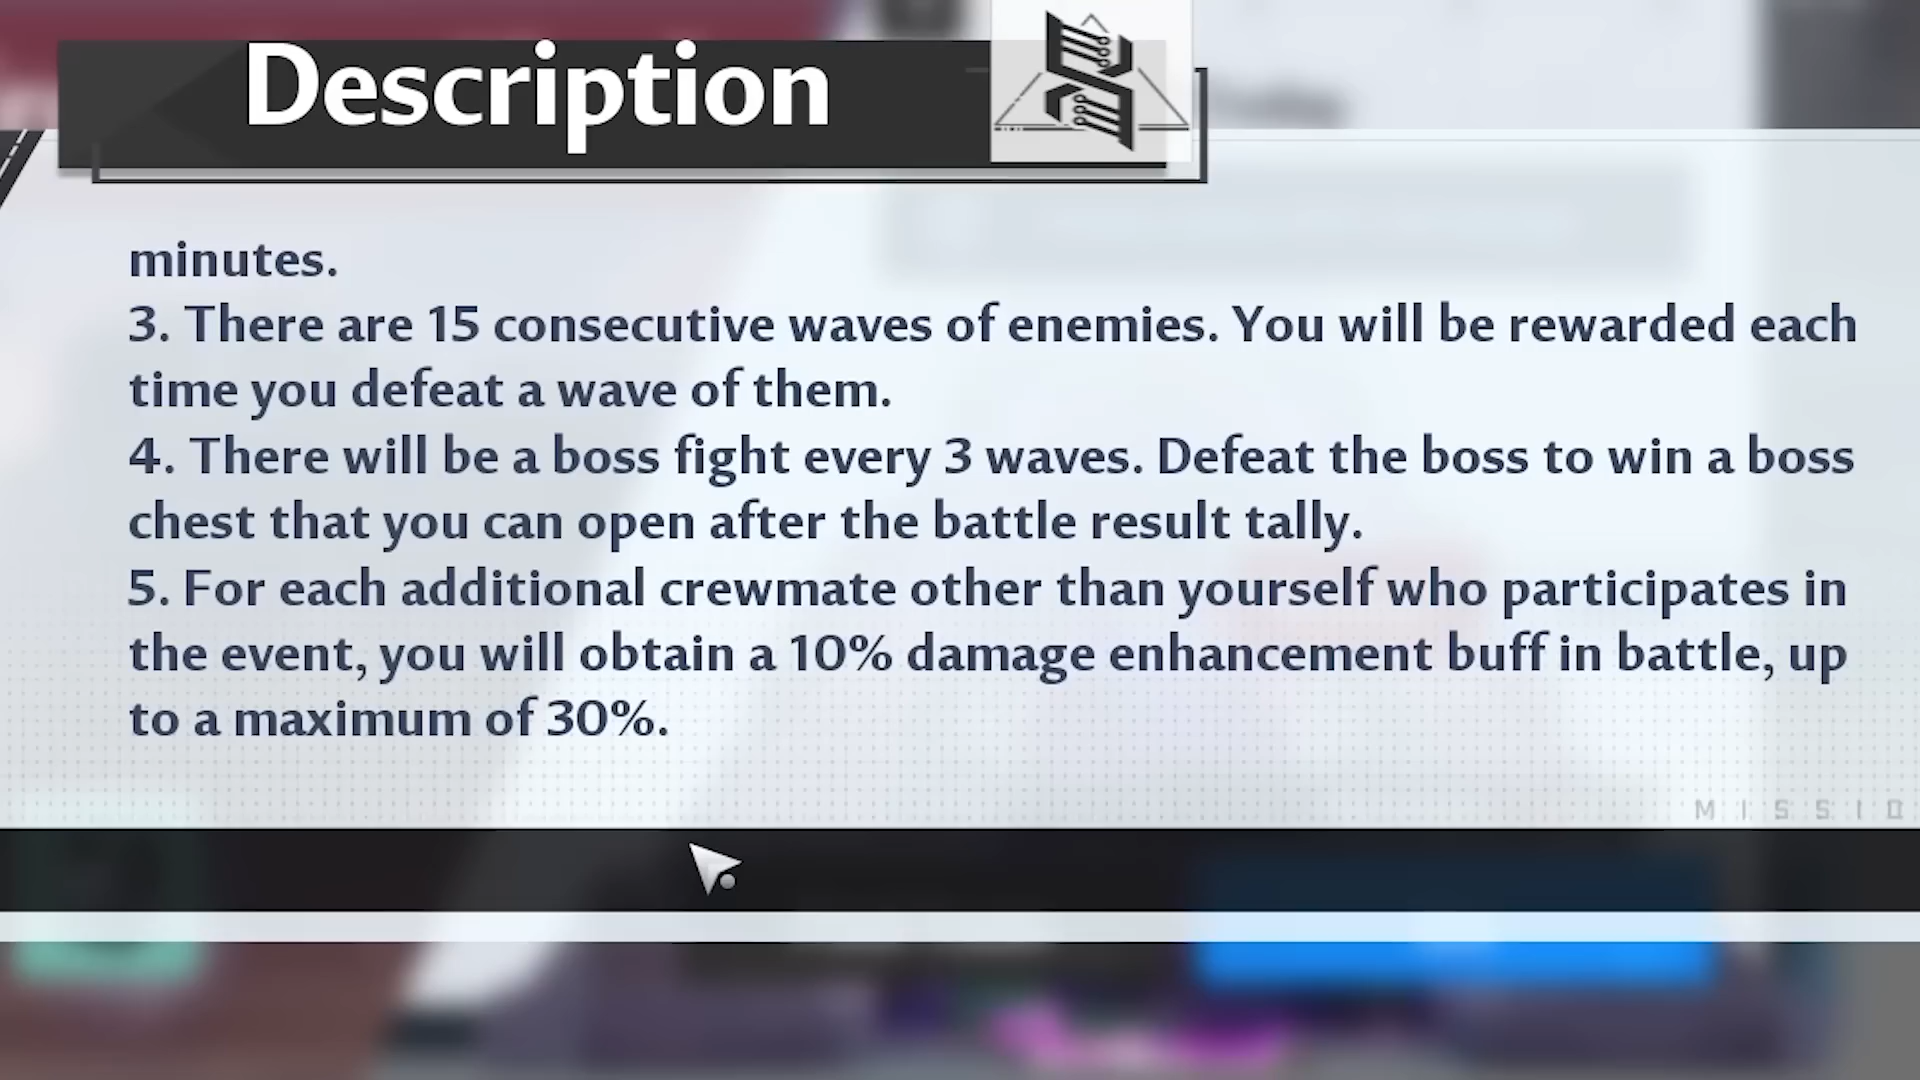 Description
minutes.
3. There are 15 consecutive waves of enemies. You will be rewarded each
time you defeat a wave of them.
4. There will be a boss fight every 3 waves. Defeat the boss to win a boss
chest that you can open after the battle result tally.
5. For each additional crewmate other than yourself who participates in
the event, you will obtain a 10% damage enhancement buff in battle, up
to a maximum of 30%.
MISSIO